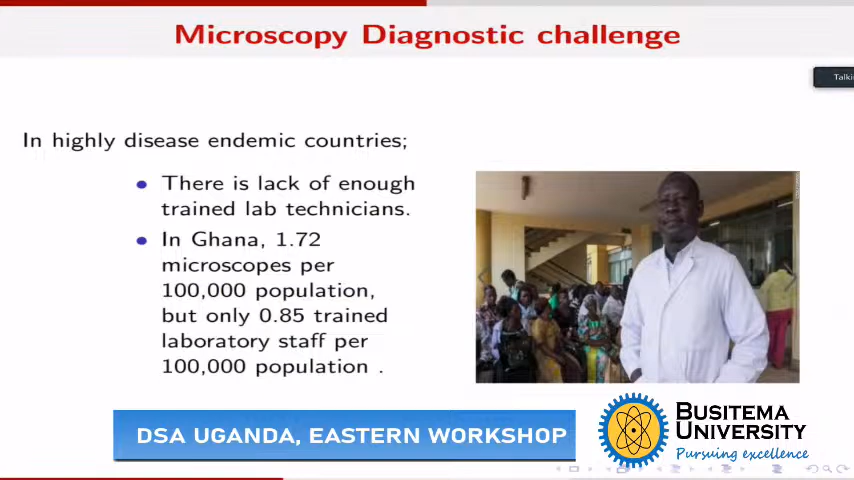 Microscopy Diagnostic challenge
Talki
In highly disease endemic countries;
There is lack of enough
trained lab technicians.
In Ghana, 1.72
microscopes per
100,000 population,
but only 0.85 trained
laboratory staff per
100,000 population .
DSA UGANDA, EASTERN WORKSHOP
BUSITEMA
UNIVERSITY
Pursuing excellence